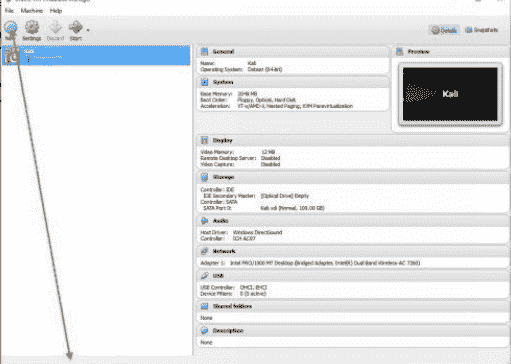 File Machine Help
New Settings Discard Start
Details Snapshots
General
Name: Kali
Operating System: Debian (64-bit)
System
Base Memory: 2048 MB
Boot Order: Floppy, Optical, Hard Disk
Acceleration: VT-x/AMD-V, Nested Paging, KVM Paravirtualization
Preview
Kali
Display
Video Memory: 12 MB
Remote Desktop Server: Disabled
Video Capture: Disabled
Storage
Controller: IDE
IDE Secondary Master: [Optical Drive] Empty
Controller: SATA
SATA Port 0: Kali.vdi (Normal, 100.00 GB)
Audio
Host Driver: Windows DirectSound
Controller: ICH AC97
Network
Adapter 1: Intel PRO/1000 MT Desktop (Bridged Adapter, Intel(R) Dual Band Wireless-AC 7260)
USB
USB Controller: OHCI, EHCI
Device Filters: 0 (0 active)
Shared folders
None
Description
None